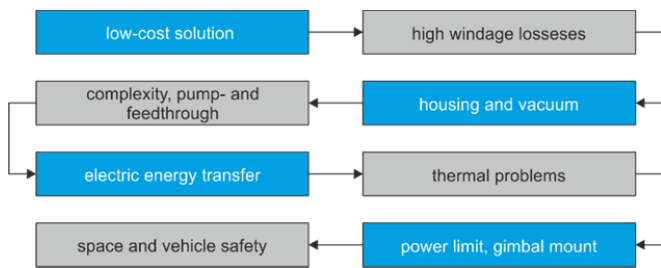 low-cost solution
high windage losseses
complexity, pump- and
feedthrough
housing and vacuum
electric energy transfer
thermal problems
space and vehicle safety
power limit, gimbal mount